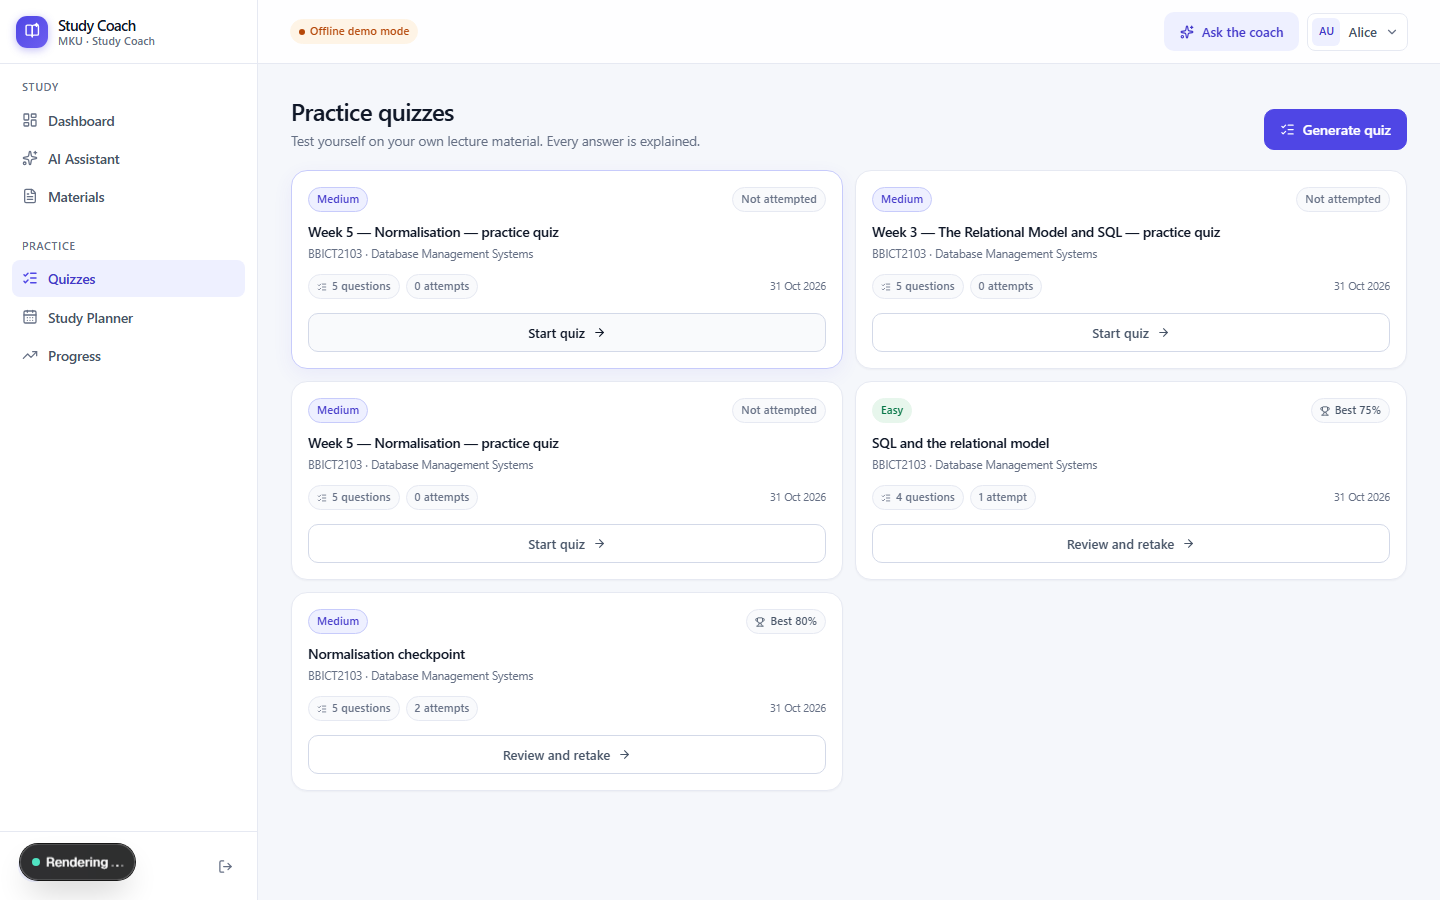 Study Coach
MKU · Study Coach
Offline demo mode
Ask the coach
AU
Alice
STUDY
Dashboard
AI Assistant
Materials
PRACTICE
Quizzes
Study Planner
Progress
Rendering ...
Practice quizzes
Test yourself on your own lecture material. Every answer is explained.
Generate quiz
Medium
Not attempted
Week 5 — Normalisation — practice quiz
BBICT2103 · Database Management Systems
5 questions
0 attempts
31 Oct 2026
Start quiz →
Medium
Not attempted
Week 3 — The Relational Model and SQL — practice quiz
BBICT2103 · Database Management Systems
5 questions
0 attempts
31 Oct 2026
Start quiz →
Medium
Not attempted
Week 5 — Normalisation — practice quiz
BBICT2103 · Database Management Systems
5 questions
0 attempts
31 Oct 2026
Start quiz →
Easy
Best 75%
SQL and the relational model
BBICT2103 · Database Management Systems
4 questions
1 attempt
31 Oct 2026
Review and retake →
Medium
Best 80%
Normalisation checkpoint
BBICT2103 · Database Management Systems
5 questions
2 attempts
31 Oct 2026
Review and retake →